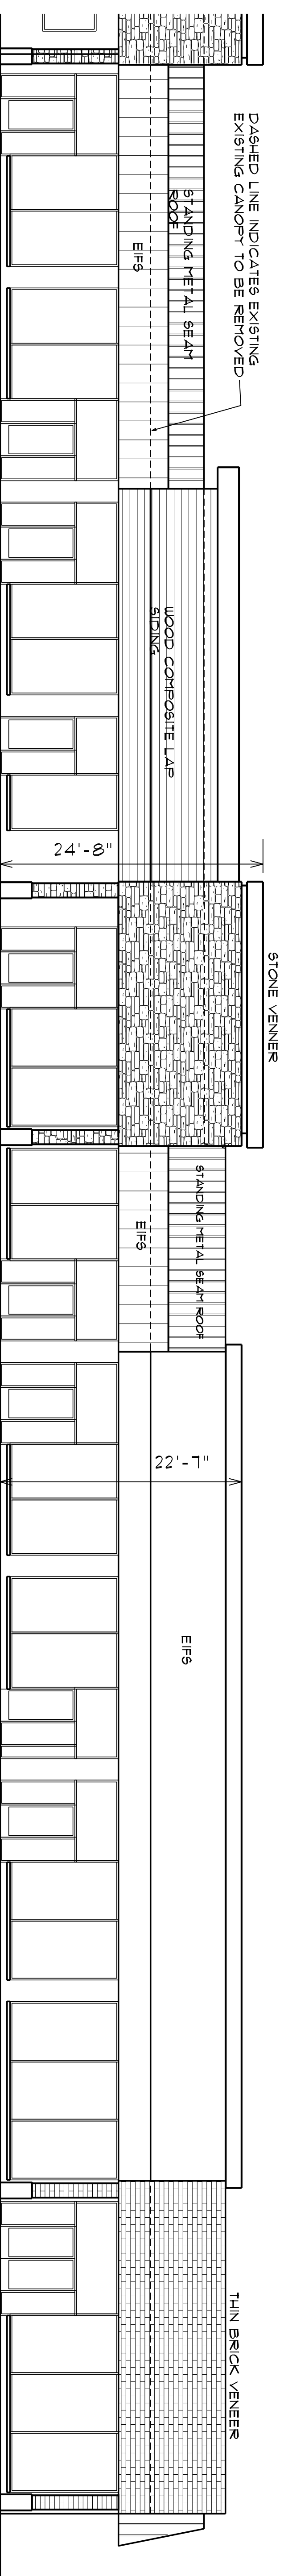 DASHED LINE INDICATES EXISTING
EXISTING CANOPY TO BE REMOVED
STANDING METAL SEAM
ROOF
EIFS
WOOD COMPOSITE LAP
SIDING
24'-8"
STONE VENNER
STANDING METAL SEAM ROOF
EIFS
22'-7"
EIFS
THIN BRICK VENEER